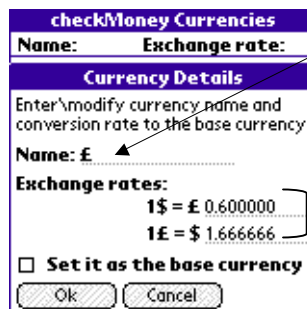 checkMoney Currencies
Name: Exchange rate:
Currency Details
Enter\modify currency name and
conversion rate to the base currency
Name: £
Exchange rates:
1$ = £ 0.600000
1£ = $ 1.666666
Set it as the base currency
Ok Cancel